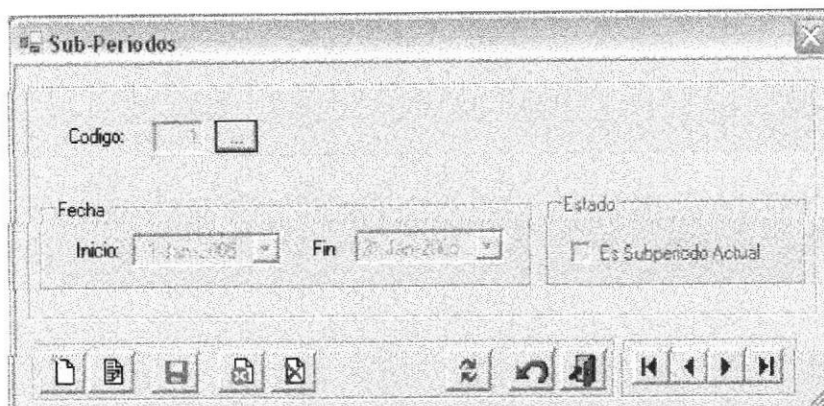 Sub-Periodos
Codigo: 1 ...
Fecha
Inicio: Fin
Estado
Es Subperiodo Actual